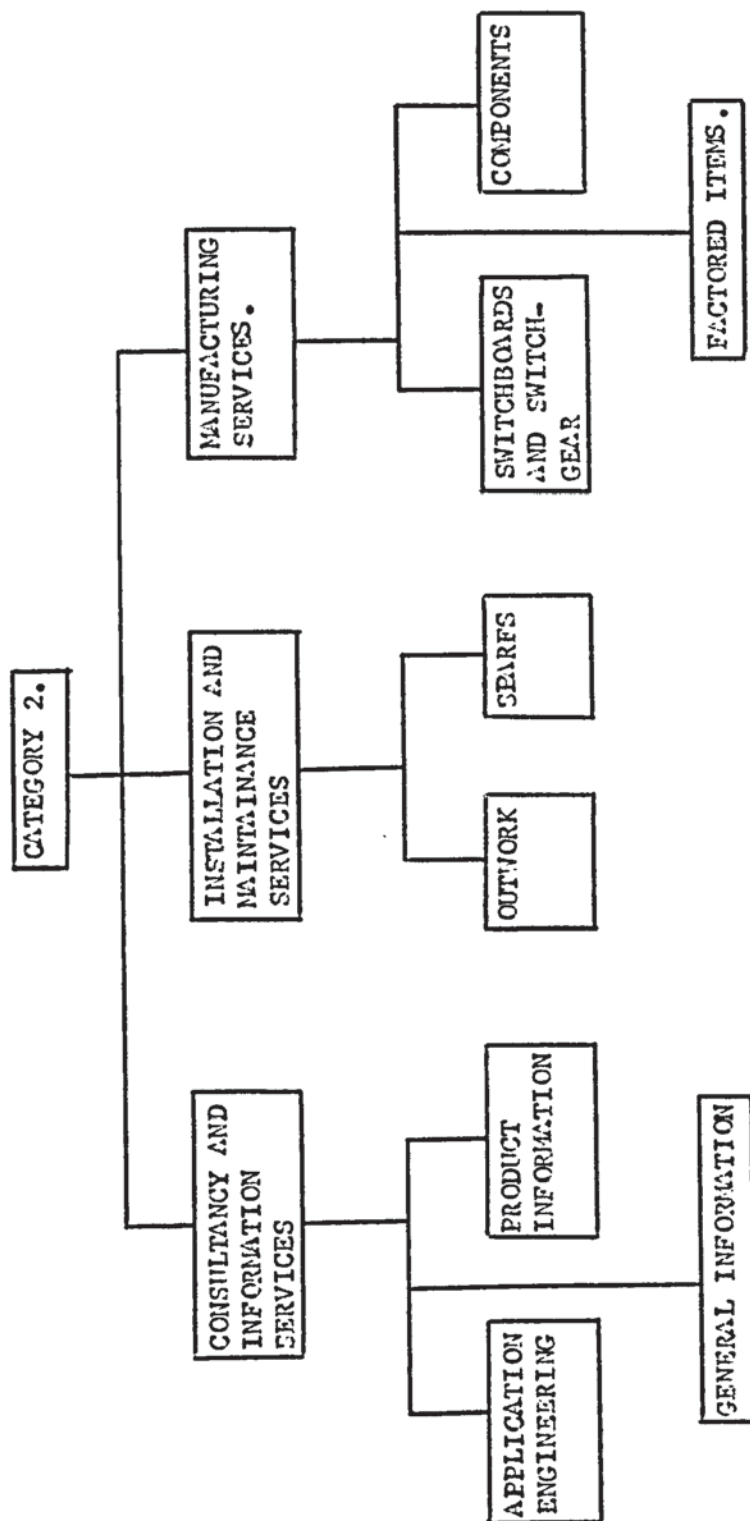 CATEGORY 2.
CONSULTANCY AND
INFORMATION
SERVICES
INSTALLATION AND
MAINTAINANCE
SERVICES
MANUFACTURING
SERVICES.
APPLICATION
ENGINEERING
PRODUCT
INFORMATION
OUTWORK
SPARES
SWITCHBOARDS
AND SWITCH-
GEAR
COMPONENTS
GENERAL INFORMATION
FACTORED ITEMS.